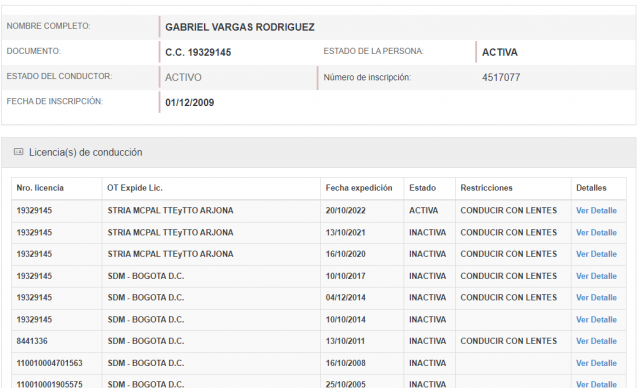 NOMBRE COMPLETO: GABRIEL VARGAS RODRIGUEZ
DOCUMENTO: C.C. 19329145 ESTADO DE LA PERSONA: ACTIVA
ESTADO DEL CONDUCTOR: ACTIVO Número de inscripción: 4517077
FECHA DE INSCRIPCIÓN: 01/12/2009
Licencia(s) de conducción
Nro. licencia OT Expide Lic. Fecha expedición Estado Restricciones Detalles
19329145 STRIA MCPAL TTEyTTO ARJONA 20/10/2022 ACTIVA CONDUCIR CON LENTES Ver Detalle
19329145 STRIA MCPAL TTEyTTO ARJONA 13/10/2021 INACTIVA CONDUCIR CON LENTES Ver Detalle
19329145 STRIA MCPAL TTEyTTO ARJONA 16/10/2020 INACTIVA CONDUCIR CON LENTES Ver Detalle
19329145 SDM - BOGOTA D.C. 10/10/2017 INACTIVA CONDUCIR CON LENTES Ver Detalle
19329145 SDM - BOGOTA D.C. 04/12/2014 INACTIVA CONDUCIR CON LENTES Ver Detalle
19329145 SDM - BOGOTA D.C. 10/10/2014 INACTIVA Ver Detalle
8441336 SDM - BOGOTA D.C. 13/10/2011 INACTIVA CONDUCIR CON LENTES Ver Detalle
110010004701563 SDM - BOGOTA D.C. 16/10/2008 INACTIVA Ver Detalle
110010001905575 SDM - BOGOTA D.C. 25/10/2005 INACTIVA Ver Detalle